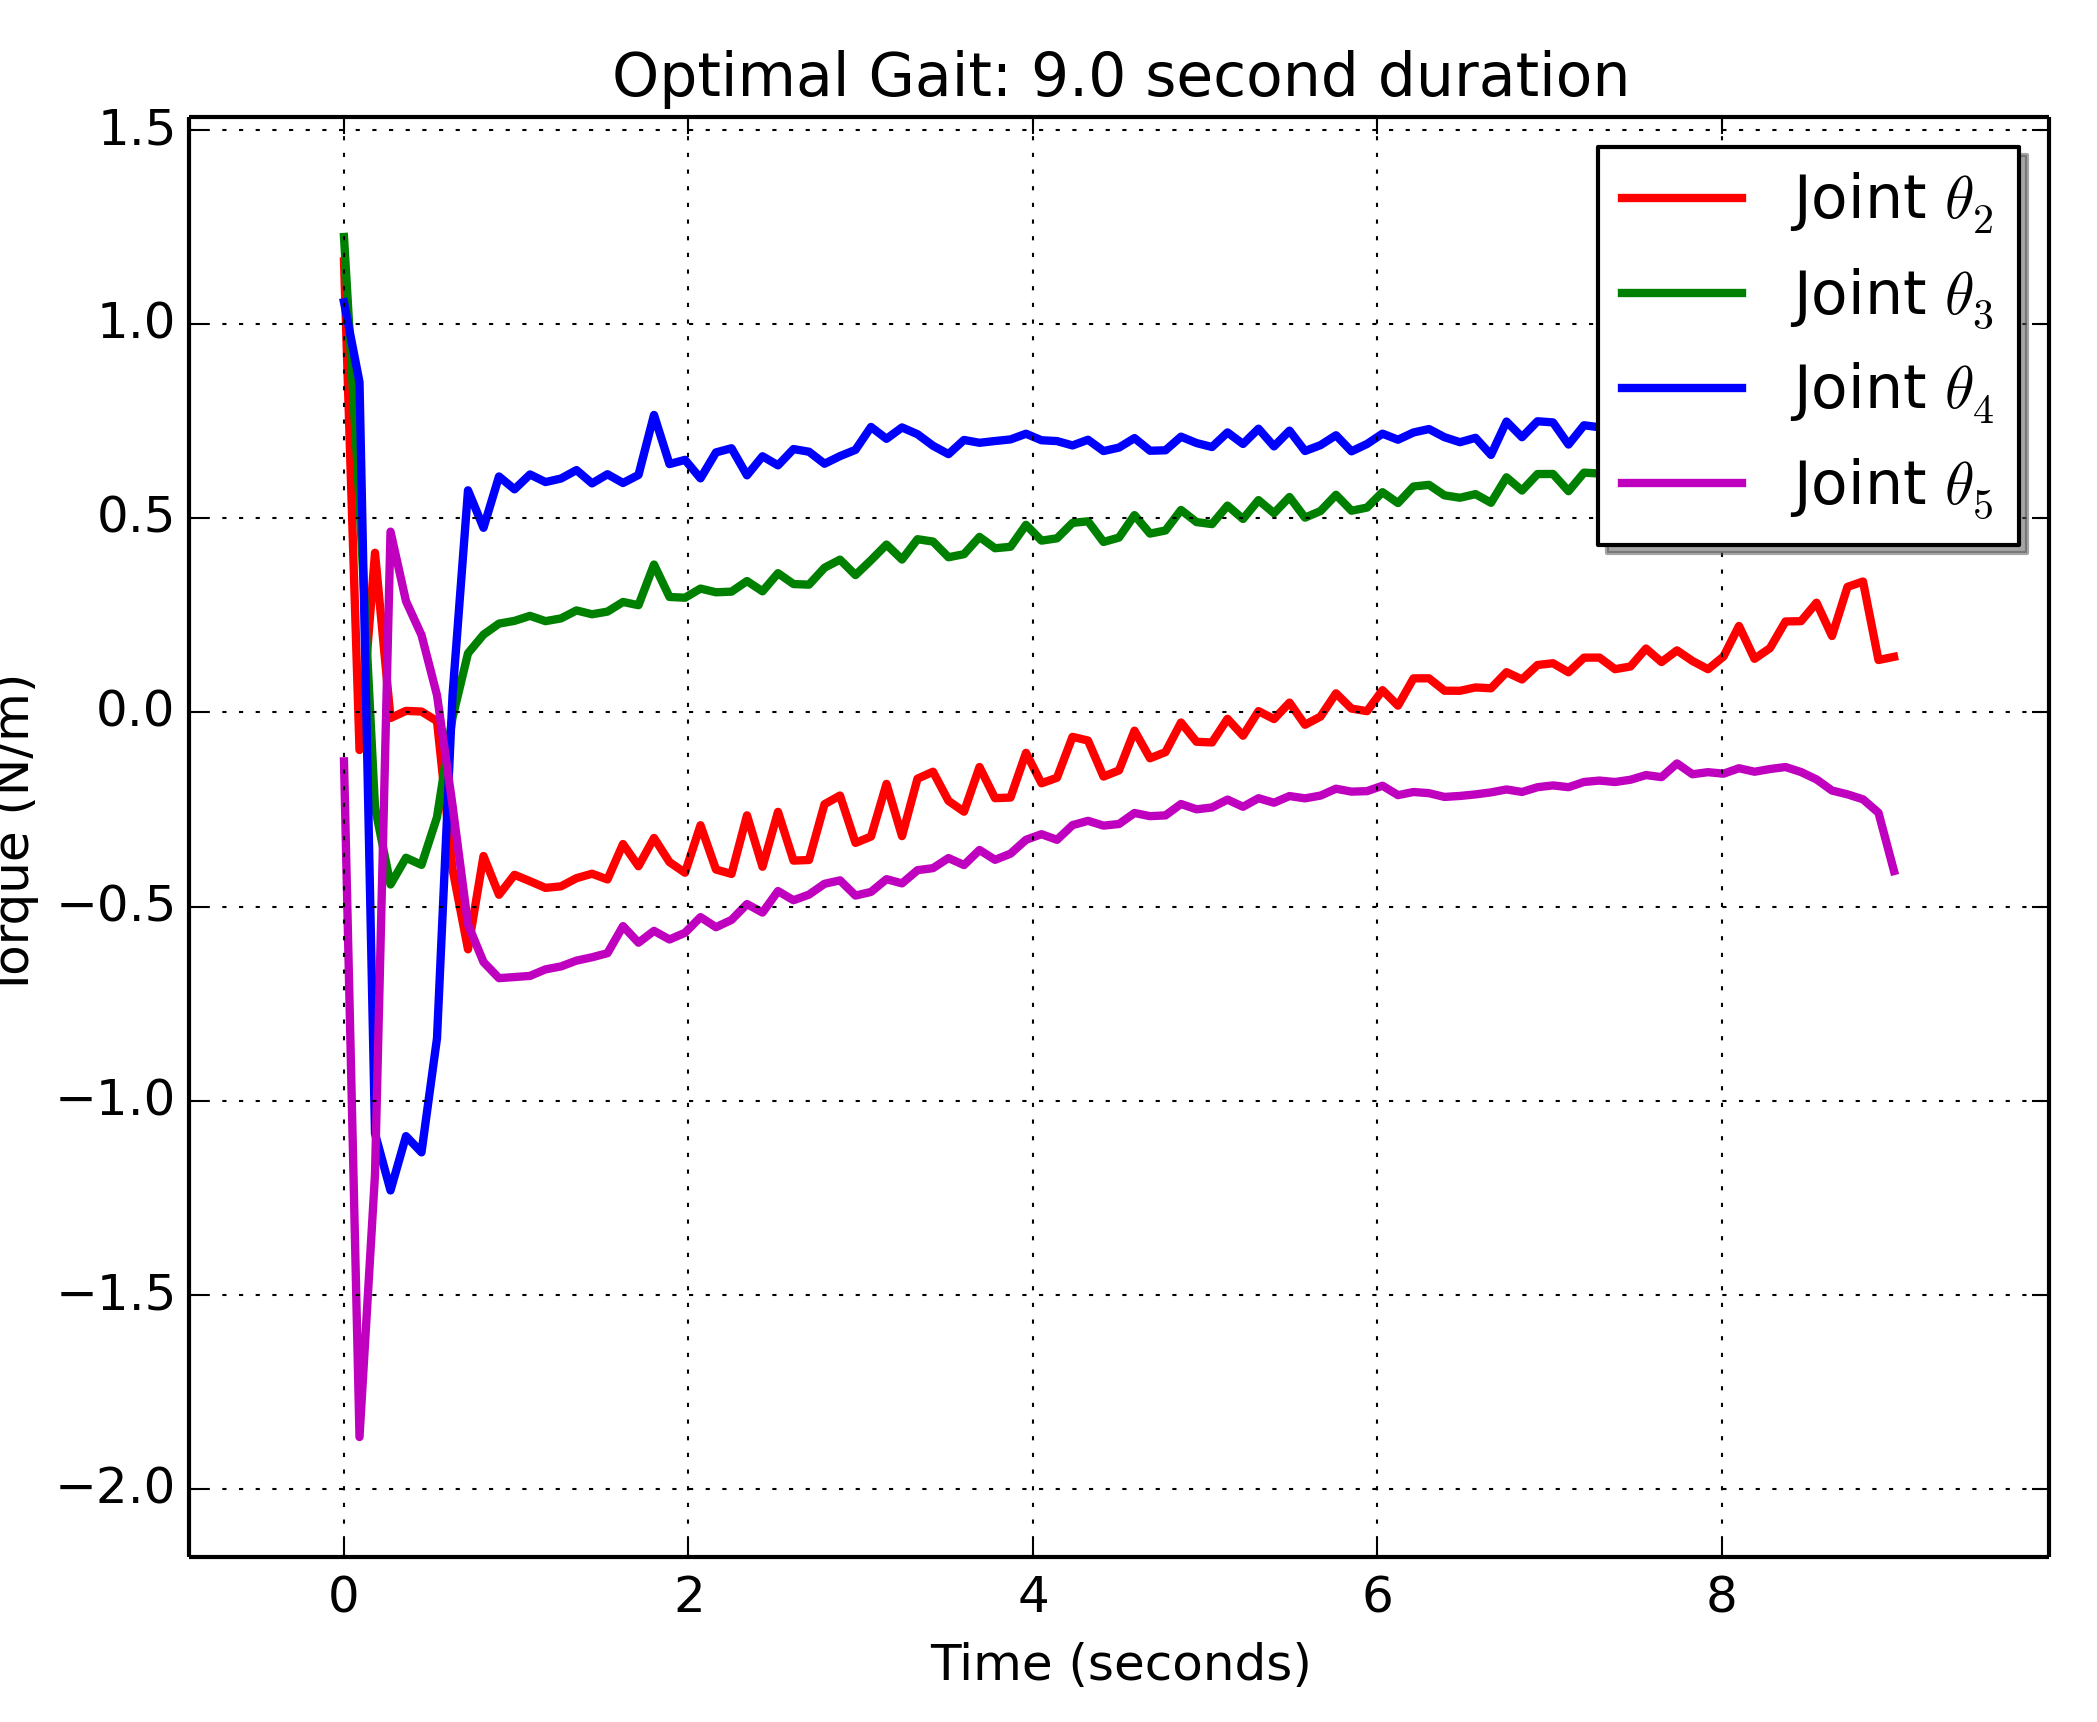 Optimal Gait: 9.0 second duration
1.5
1.0
0.5
0.0
−0.5
−1.0
−1.5
−2.0
Torque (N/m)
0 2 4 6 8
Time (seconds)
Joint θ₂
Joint θ₃
Joint θ₄
Joint θ₅